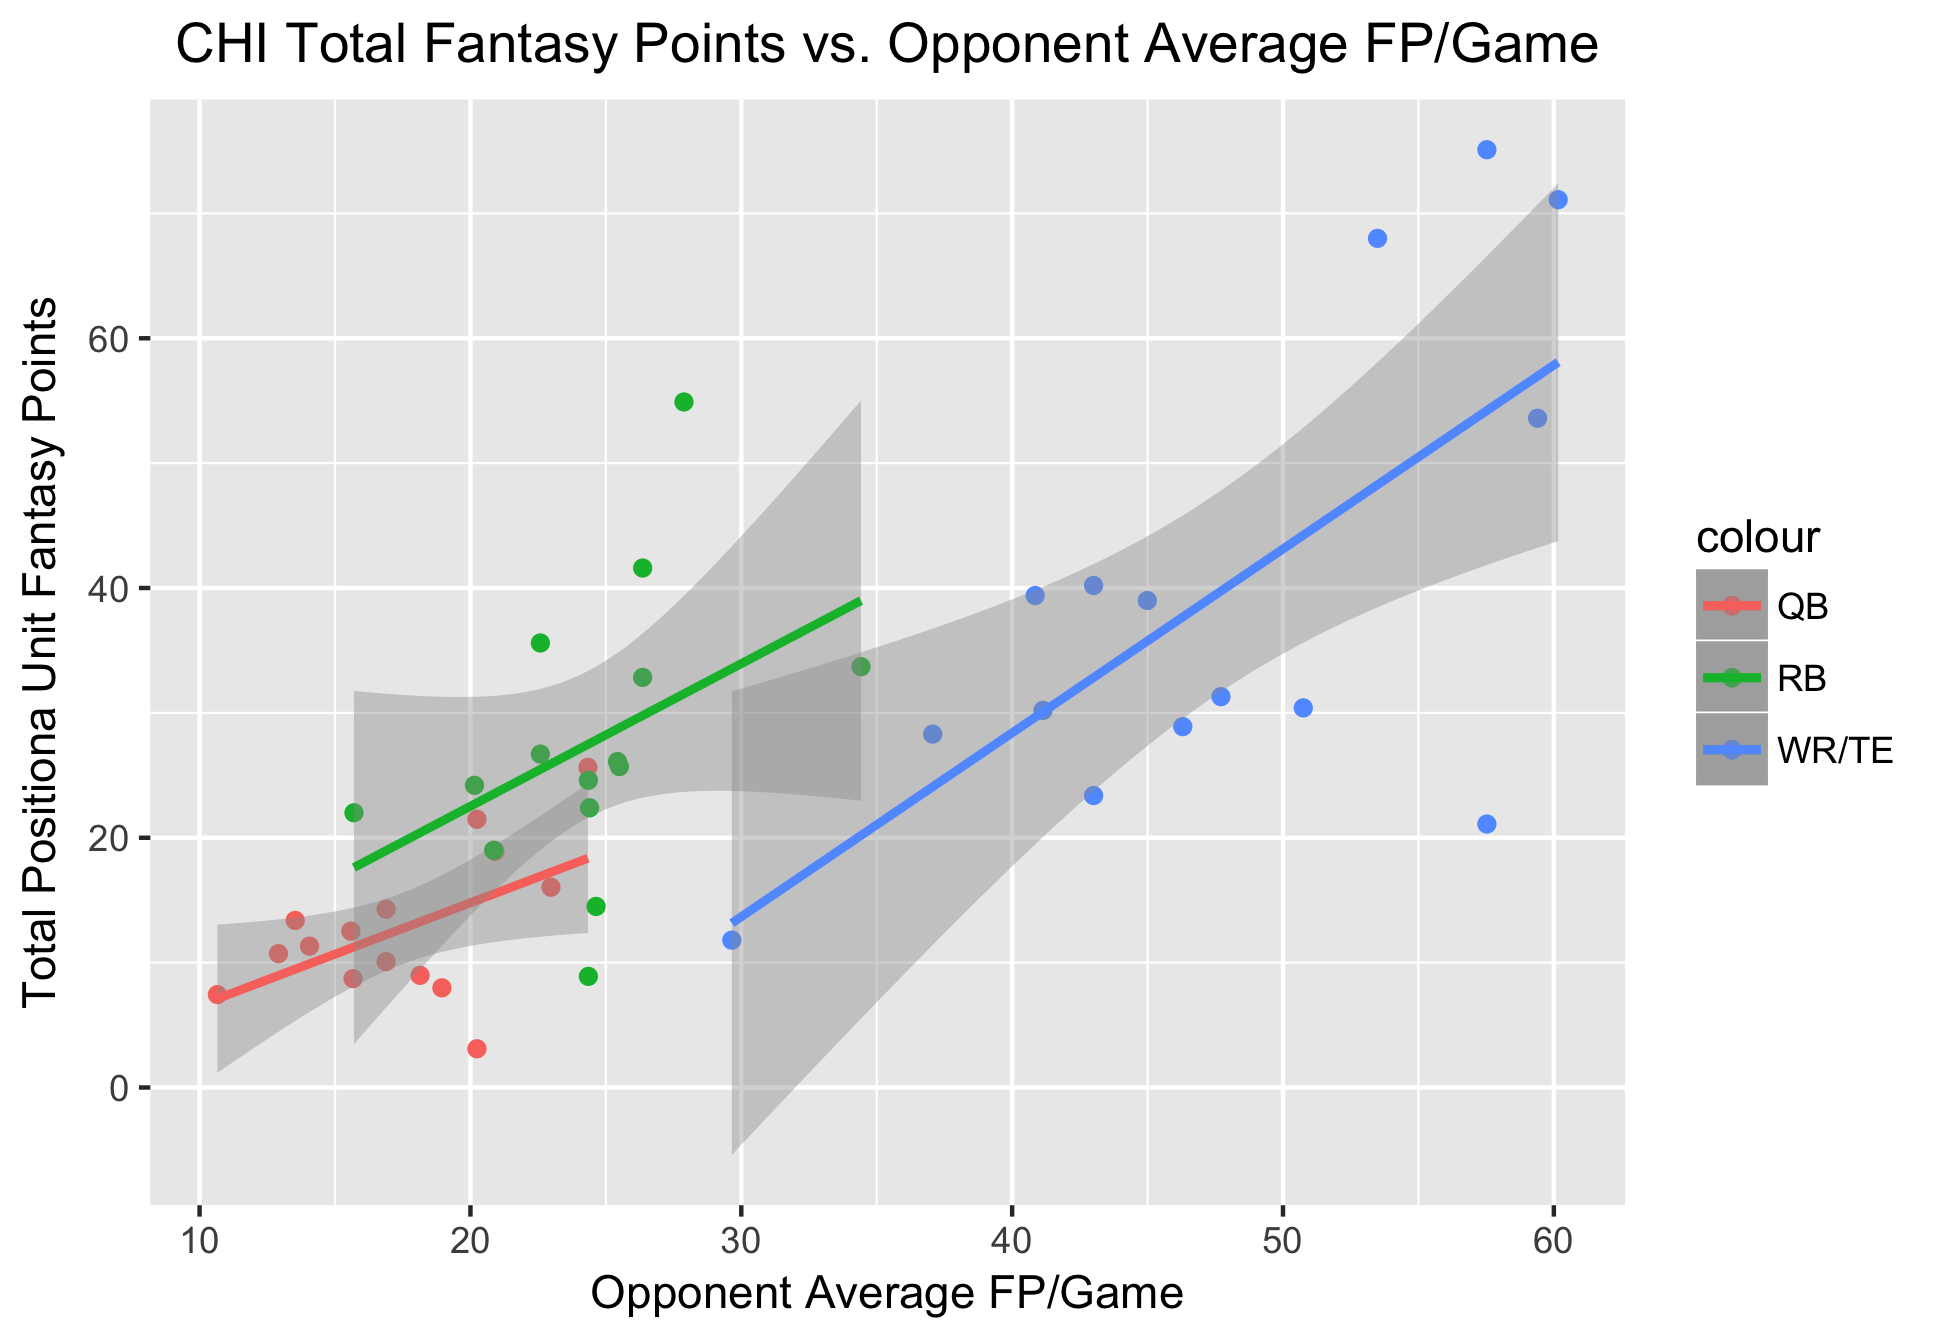 CHI Total Fantasy Points vs. Opponent Average FP/Game
Total Positiona Unit Fantasy Points
60
40
20
0
10 20 30 40 50 60
Opponent Average FP/Game
colour
QB
RB
WR/TE